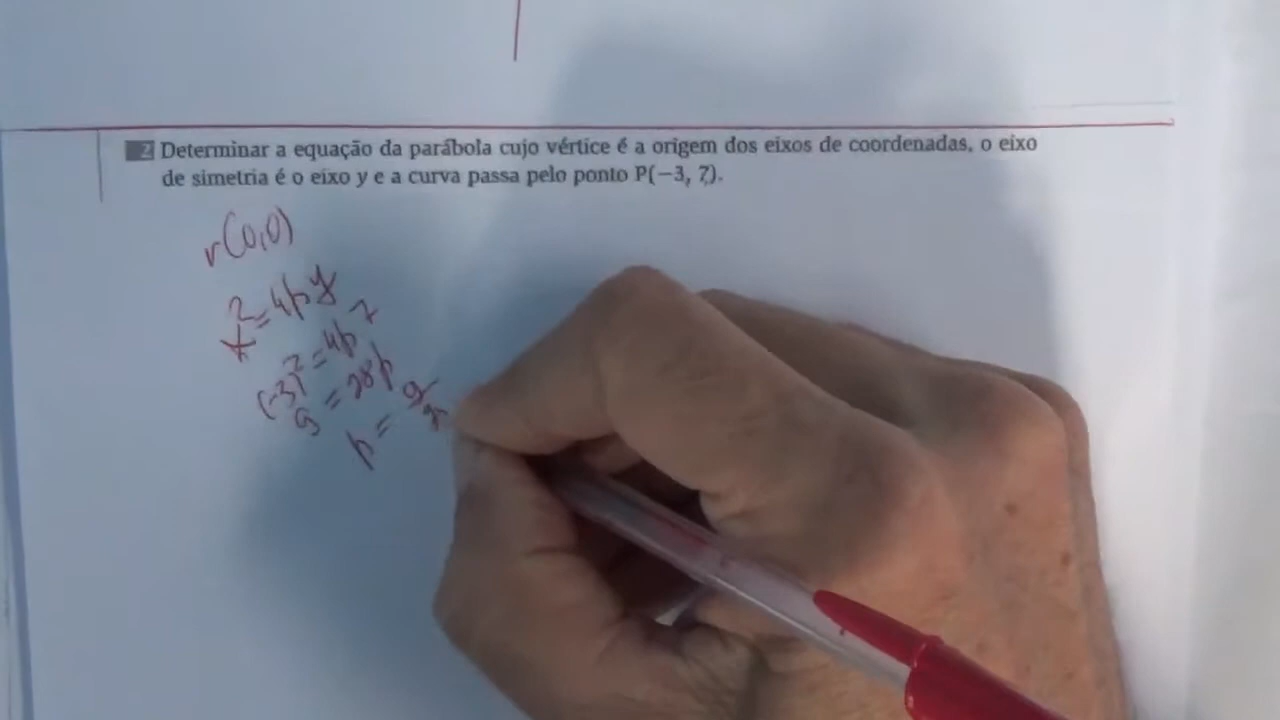 2 Determinar a equação da parábola cujo vértice é a origem dos eixos de coordenadas, o eixo
de simetria é o eixo y e a curva passa pelo ponto P(−3, 7).
V(0,0)
x² = 4py
(-3)² = 4p 7
9 = 28p
p = 9/28